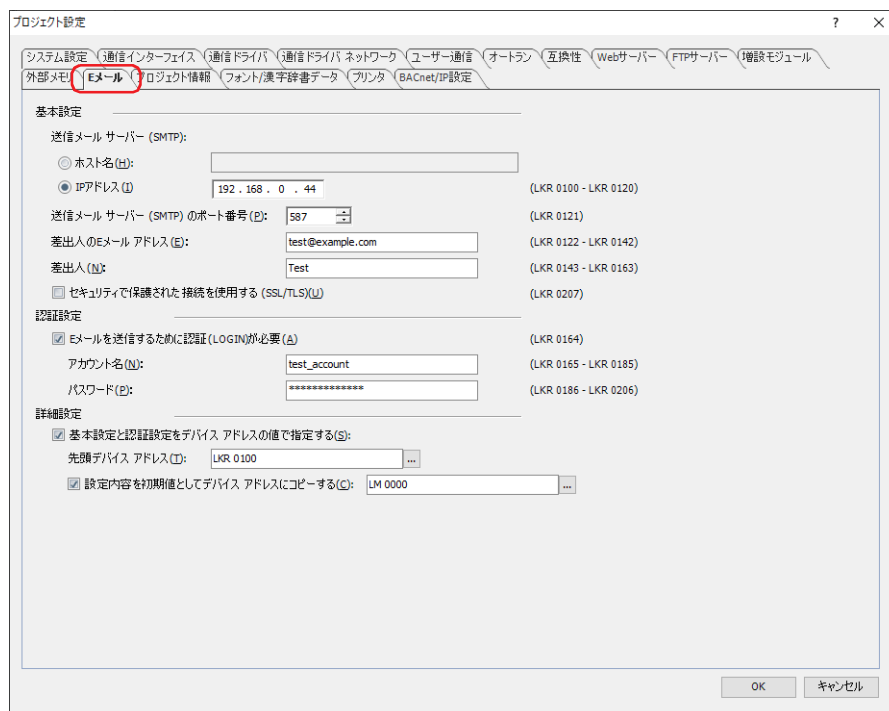 プロジェクト設定 ? ×
システム設定 通信インターフェイス 通信ドライバ 通信ドライバ ネットワーク ユーザー通信 オートラン 互換性 Webサーバー FTPサーバー 増設モジュール
外部メモリ Eメール プロジェクト情報 フォント/漢字辞書データ プリンタ BACnet/IP設定
基本設定
送信メール サーバー (SMTP):
ホスト名(H):
IPアドレス(I) 192 . 168 . 0 . 44 (LKR 0100 - LKR 0120)
送信メール サーバー (SMTP) のポート番号(P): 587 (LKR 0121)
差出人のEメール アドレス(E): test@example.com (LKR 0122 - LKR 0142)
差出人(N): Test (LKR 0143 - LKR 0163)
セキュリティで保護された接続を使用する (SSL/TLS)(U) (LKR 0207)
認証設定
Eメールを送信するために認証(LOGIN)が必要(A) (LKR 0164)
アカウント名(N): test_account (LKR 0165 - LKR 0185)
パスワード(P): ************* (LKR 0186 - LKR 0206)
詳細設定
基本設定と認証設定をデバイス アドレスの値で指定する(S):
先頭デバイス アドレス(T): LKR 0100 ...
設定内容を初期値としてデバイス アドレスにコピーする(C): LM 0000 ...
OK キャンセル